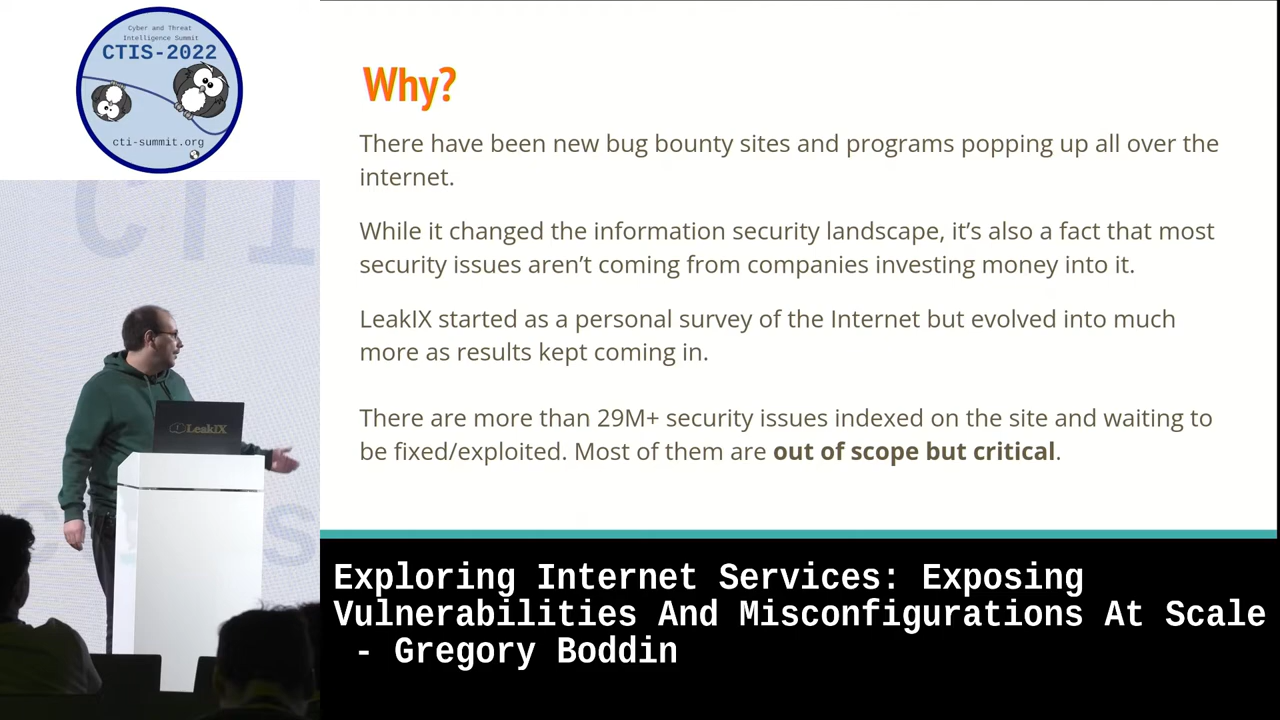 Cyber and Threat
Intelligence Summit
CTIS-2022
cti-summit.org
CTI
LeakIX
s
Why?
There have been new bug bounty sites and programs popping up all over the
internet.
While it changed the information security landscape, it’s also a fact that most
security issues aren’t coming from companies investing money into it.
LeakIX started as a personal survey of the Internet but evolved into much
more as results kept coming in.
There are more than 29M+ security issues indexed on the site and waiting to
be fixed/exploited. Most of them are out of scope but critical.
Exploring Internet Services: Exposing
Vulnerabilities And Misconfigurations At Scale
- Gregory Boddin